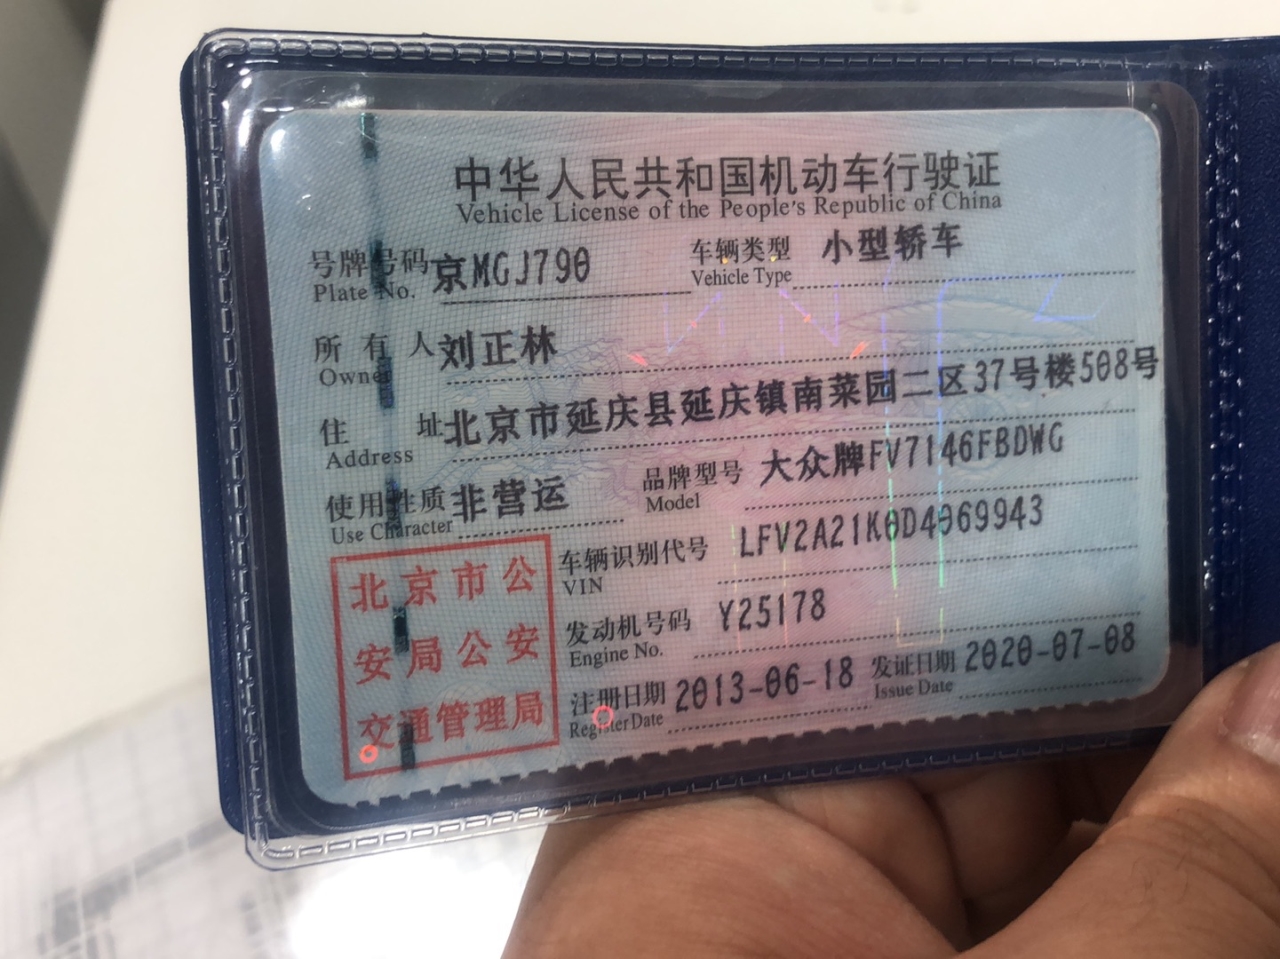 中华人民共和国机动车行驶证
Vehicle License of the People's Republic of China
号牌号码 京MGJ790 车辆类型 小型轿车
Plate No. Vehicle Type
所有人 刘正林
Owner
住址 北京市延庆县延庆镇南菜园二区37号楼508号
Address
使用性质 非营运 品牌型号 大众牌FV7146FBDWG
Use Character Model
车辆识别代号 LFV2A21K0D4069943
VIN
发动机号码 Y25178
Engine No.
注册日期 2013-06-18 发证日期 2020-07-08
Register Date Issue Date
北京市公
安局公安
交通管理局